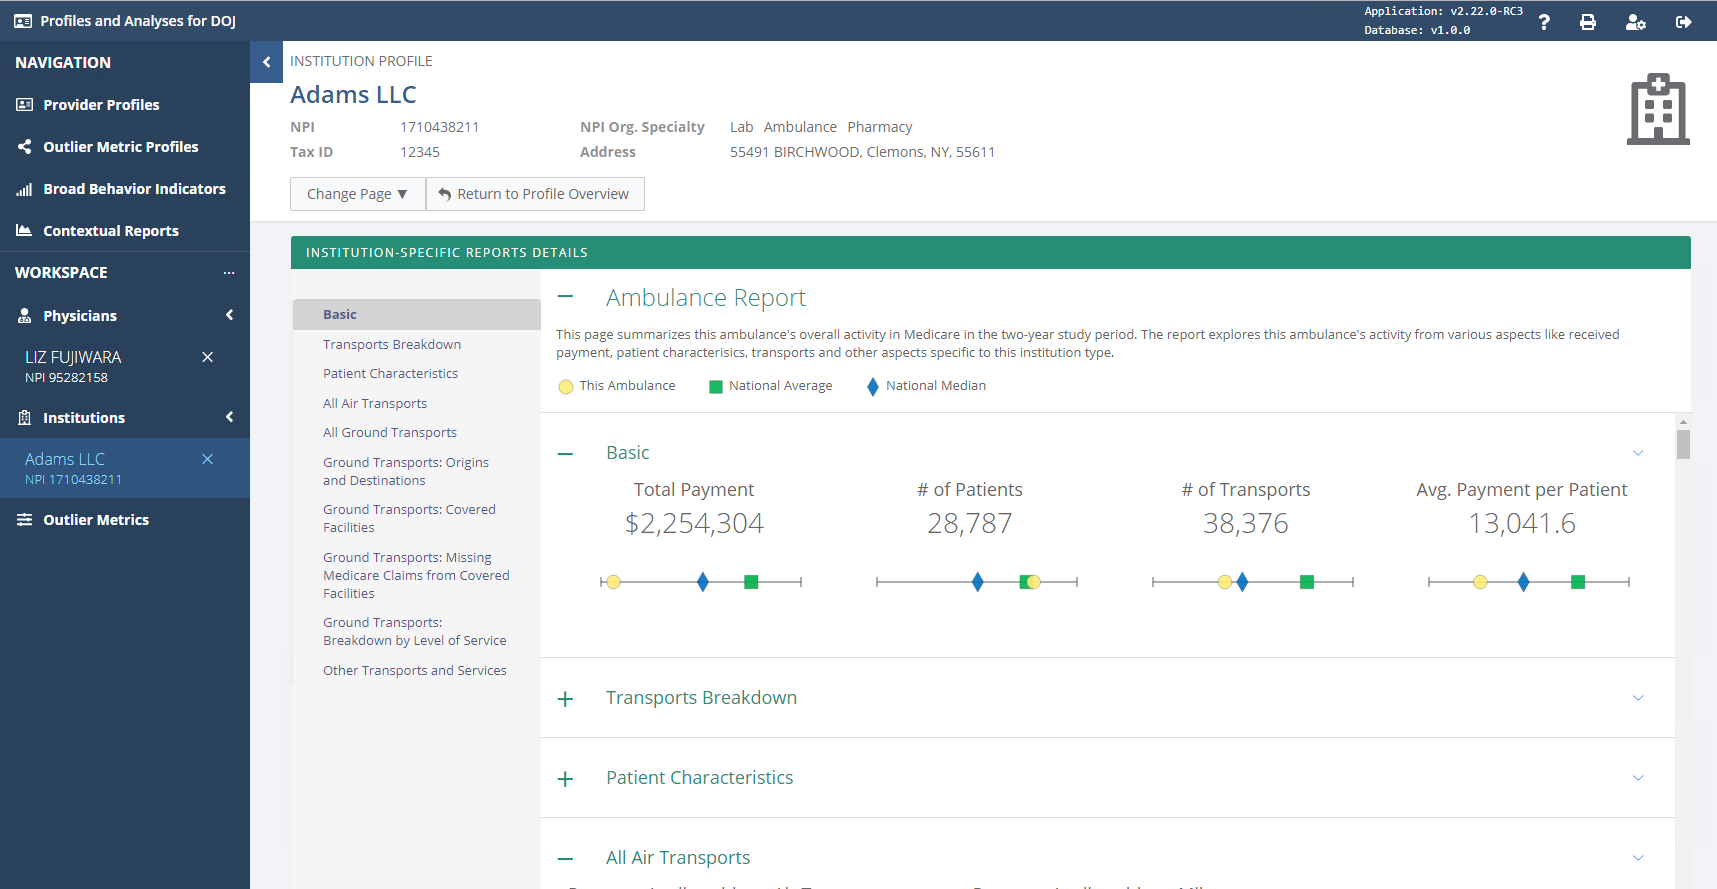 Profiles and Analyses for DOJ
Application: v2.22.0-RC3
Database: v1.0.0
NAVIGATION
Provider Profiles
Outlier Metric Profiles
Broad Behavior Indicators
Contextual Reports
WORKSPACE
Physicians
LIZ FUJIWARA
NPI 95282158
Institutions
Adams LLC
NPI 1710438211
Outlier Metrics
INSTITUTION PROFILE
Adams LLC
NPI 1710438211 NPI Org. Specialty Lab Ambulance Pharmacy
Tax ID 12345 Address 55491 BIRCHWOOD, Clemons, NY, 55611
Change Page ▼ Return to Profile Overview
INSTITUTION-SPECIFIC REPORTS DETAILS
Basic
Transports Breakdown
Patient Characteristics
All Air Transports
All Ground Transports
Ground Transports: Origins
and Destinations
Ground Transports: Covered
Facilities
Ground Transports: Missing
Medicare Claims from Covered
Facilities
Ground Transports:
Breakdown by Level of Service
Other Transports and Services
Ambulance Report
This page summarizes this ambulance's overall activity in Medicare in the two-year study period. The report explores this ambulance's activity from various aspects like received
payment, patient characterisics, transports and other aspects specific to this institution type.
This Ambulance National Average National Median
Basic
Total Payment # of Patients # of Transports Avg. Payment per Patient
$2,254,304 28,787 38,376 13,041.6
Transports Breakdown
Patient Characteristics
All Air Transports